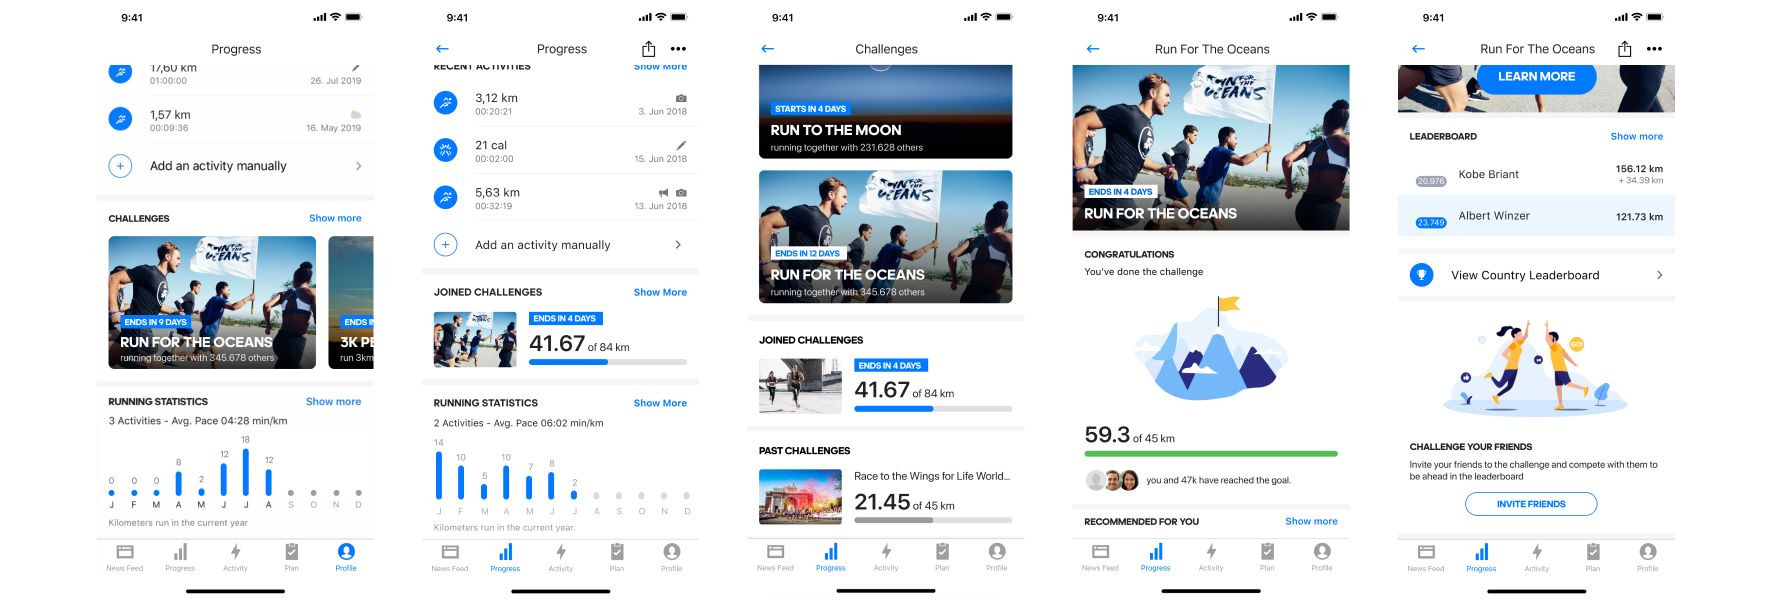 9:41
Progress
17,60 km
01:00:00
26. Jul 2019
1,57 km
00:09:36
16. May 2019
Add an activity manually
CHALLENGES
Show more
RUN FOR THE OCEANS
ENDS IN 9 DAYS
RUN FOR THE OCEANS
running together with 345.678 others
ENDS IN
3K PE
run 3km
RUNNING STATISTICS
Show more
3 Activities - Avg. Pace 04:28 min/km
0 0 0 8 2 12 18 12
J F M A M J J A S O N D
Kilometers run in the current year
News Feed
Progress
Activity
Plan
Profile
9:41
Progress
RECENT ACTIVITIES
Show More
3,12 km
00:20:21
3. Jun 2018
21 cal
00:02:00
15. Jun 2018
5,63 km
00:32:19
13. Jun 2018
Add an activity manually
JOINED CHALLENGES
Show More
ENDS IN 4 DAYS
41.67 of 84 km
RUNNING STATISTICS
Show More
2 Activities - Avg. Pace 06:02 min/km
14 10 5 10 7 8 2
J F M A M J J A S O N D
Kilometers run in the current year.
News Feed
Progress
Activity
Plan
Profile
9:41
Challenges
STARTS IN 4 DAYS
RUN TO THE MOON
running together with 231.628 others
RUN FOR THE OCEANS
ENDS IN 12 DAYS
RUN FOR THE OCEANS
running together with 345.678 others
JOINED CHALLENGES
ENDS IN 4 DAYS
41.67 of 84 km
PAST CHALLENGES
Race to the Wings for Life World...
21.45 of 45 km
News Feed
Progress
Activity
Plan
Profile
9:41
Run For The Oceans
RUN FOR THE OCEANS
ENDS IN 4 DAYS
RUN FOR THE OCEANS
CONGRATULATIONS
You've done the challenge
59.3 of 45 km
you and 47k have reached the goal.
RECOMMENDED FOR YOU
Show more
News Feed
Progress
Activity
Plan
Profile
9:41
Run For The Oceans
LEARN MORE
LEADERBOARD
Show more
20.976
Kobe Briant
156.12 km
+ 34.39 km
23.749
Albert Winzer
121.73 km
View Country Leaderboard
GO!
CHALLENGE YOUR FRIENDS
Invite your friends to the challenge and compete with them to
be ahead in the leaderboard
INVITE FRIENDS
News Feed
Progress
Activity
Plan
Profile